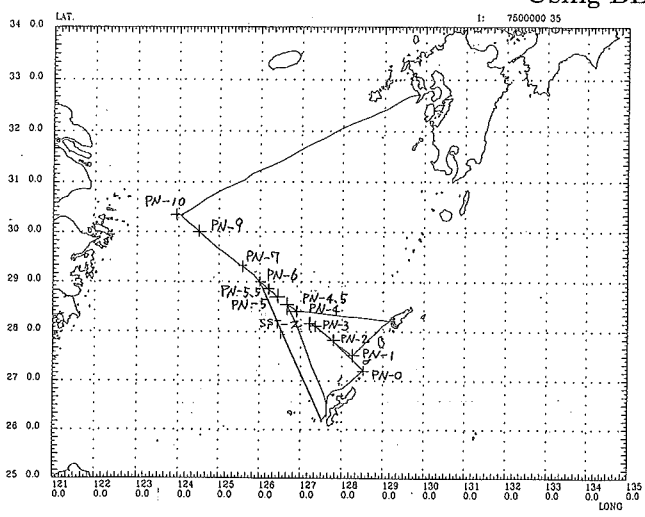 Using DE
LAT.
1: 7500000 35
34 0.0
33 0.0
32 0.0
31 0.0
30 0.0
29 0.0
28 0.0
27 0.0
26 0.0
25 0.0
PN-10
PN-9
PN-7
PN-6
PN-5.5
PN-5
PN-4.5
PN-4
PN-3
PN-2
PN-1
PN-0
121 122 123 124 125 126 127 128 129 130 131 132 133 134 135
0.0 0.0 0.0 0.0 0.0 0.0 0.0 0.0 0.0 0.0 0.0 0.0 0.0 0.0 0.0
LONG